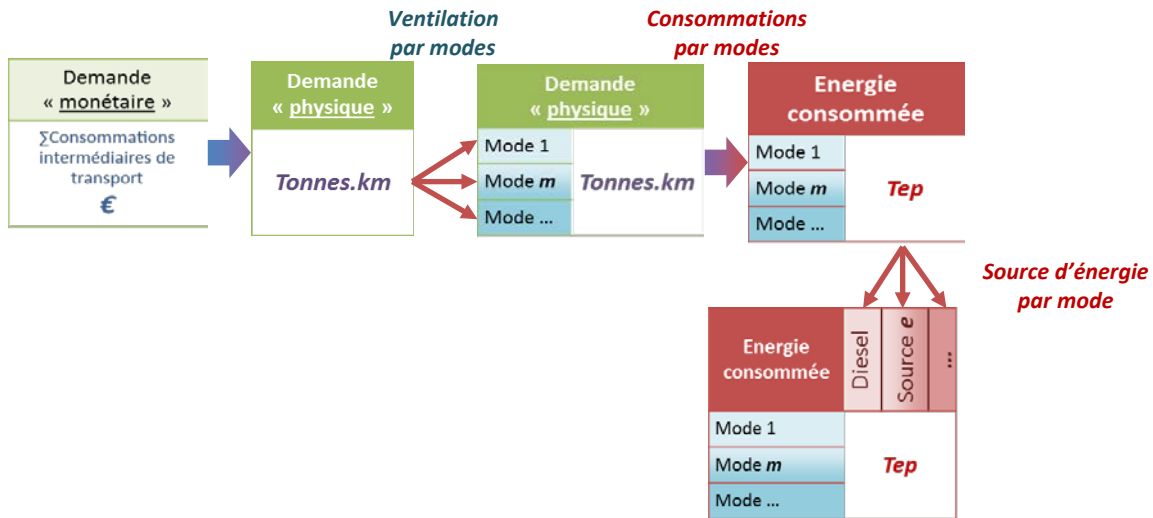 Ventilation
par modes
Consommations
par modes
Demande
« monétaire »
∑Consommations
intermédiaires de
transport
€
Demande
« physique »
Tonnes.km
Demande
« physique »
Mode 1
Mode m
Mode ...
Tonnes.km
Energie
consommée
Mode 1
Mode m
Mode ...
Tep
Source d’énergie
par mode
Energie
consommée
Diesel
Source e
...
Mode 1
Mode m
Mode ...
Tep